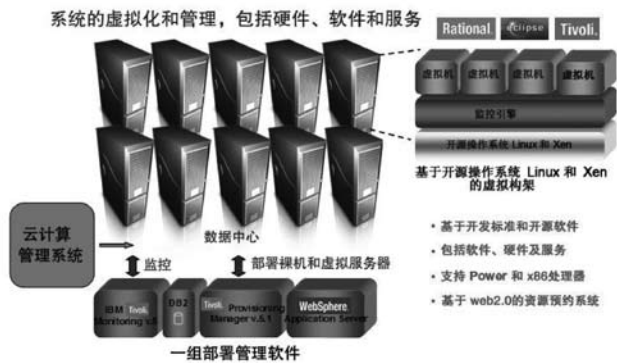 系统的虚拟化和管理，包括硬件、软件和服务
Rational.
eclipse
Tivoli.
虚拟机
虚拟机
虚拟机
虚拟机
监控引擎
开源操作系统 Linux 和 Xen
基于开源操作系统 Linux 和 Xen
的虚拟构架
数据中心
云计算
管理系统
监控
部署裸机和虚拟服务器
• 基于开发标准和开源软件
• 包括软件、硬件及服务
• 支持 Power 和 x86处理器
• 基于 web2.0的资源预约系统
IBM Tivoli.
Monitoring v.6
DB2
Tivoli. Provisioning
Manager v.5.1
WebSphere.
Application Server
一组部署管理软件